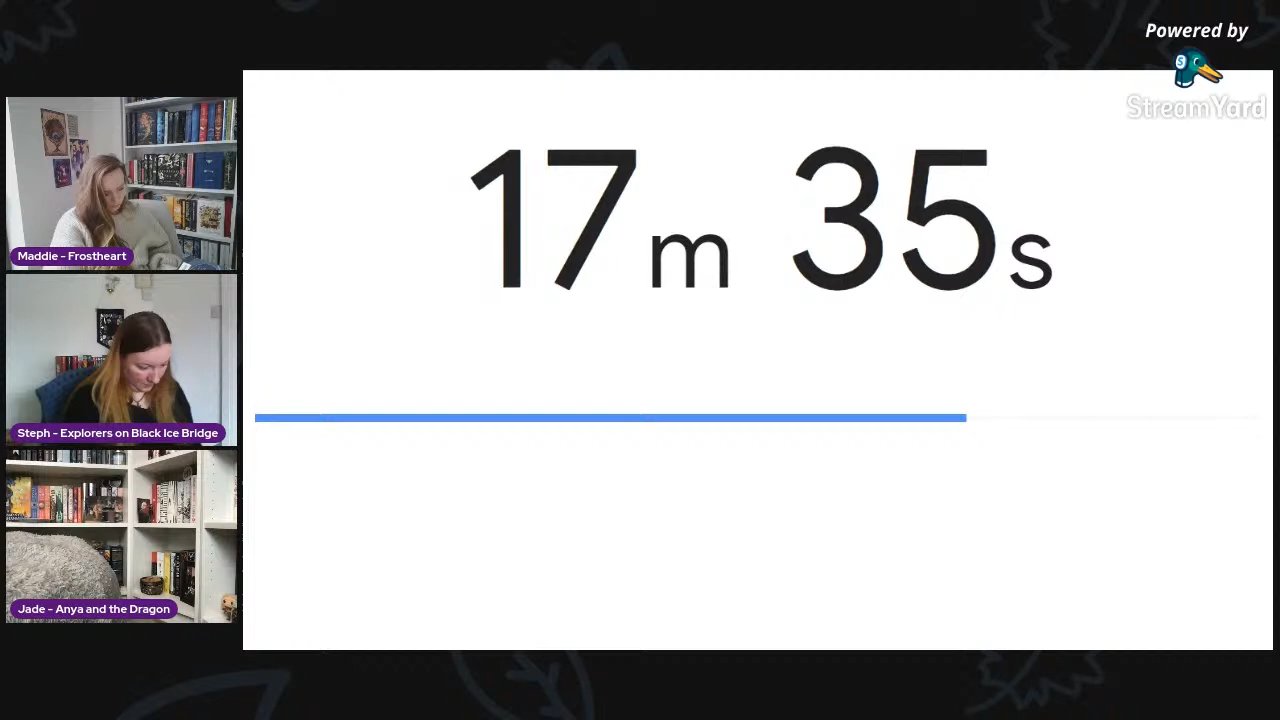 Powered by
StreamYard
17m 35s
Maddie - Frostheart
Steph - Explorers on Black Ice Bridge
Jade - Anya and the Dragon